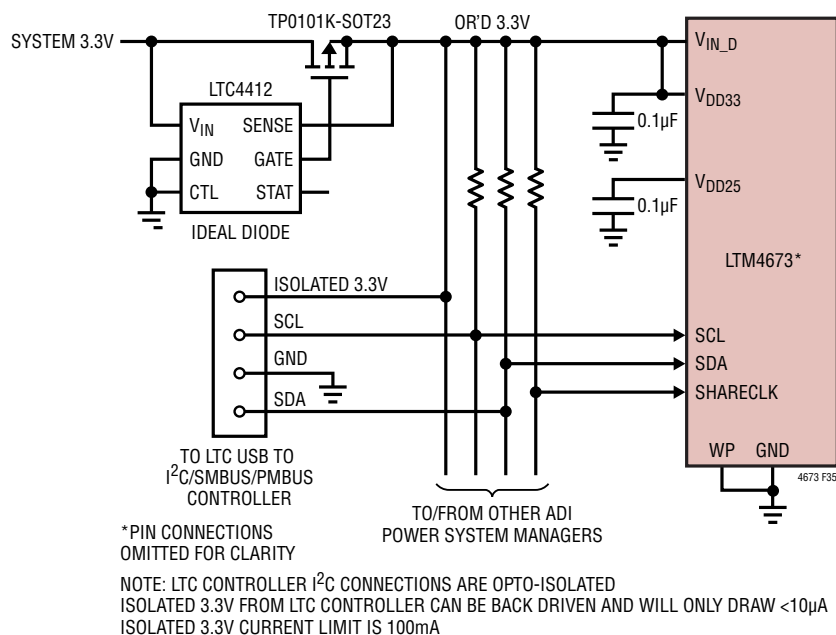 TP0101K-SOT23
OR'D 3.3V
SYSTEM 3.3V
LTC4412
VIN SENSE
GND GATE
CTL STAT
IDEAL DIODE
VIN_D
VDD33
0.1µF
VDD25
0.1µF
LTM4673*
ISOLATED 3.3V
SCL
GND
SDA
SCL
SDA
SHARECLK
WP GND
4673 F35
TO LTC USB TO
I2C/SMBUS/PMBUS
CONTROLLER
TO/FROM OTHER ADI
POWER SYSTEM MANAGERS
*PIN CONNECTIONS
OMITTED FOR CLARITY
NOTE: LTC CONTROLLER I2C CONNECTIONS ARE OPTO-ISOLATED
ISOLATED 3.3V FROM LTC CONTROLLER CAN BE BACK DRIVEN AND WILL ONLY DRAW <10µA
ISOLATED 3.3V CURRENT LIMIT IS 100mA